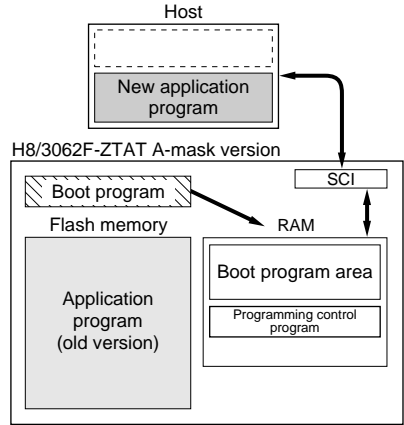 Host
New application
program
H8/3062F-ZTAT A-mask version
SCI
Boot program
Flash memory
RAM
Boot program area
Application
program
(old version)
Programming control
program